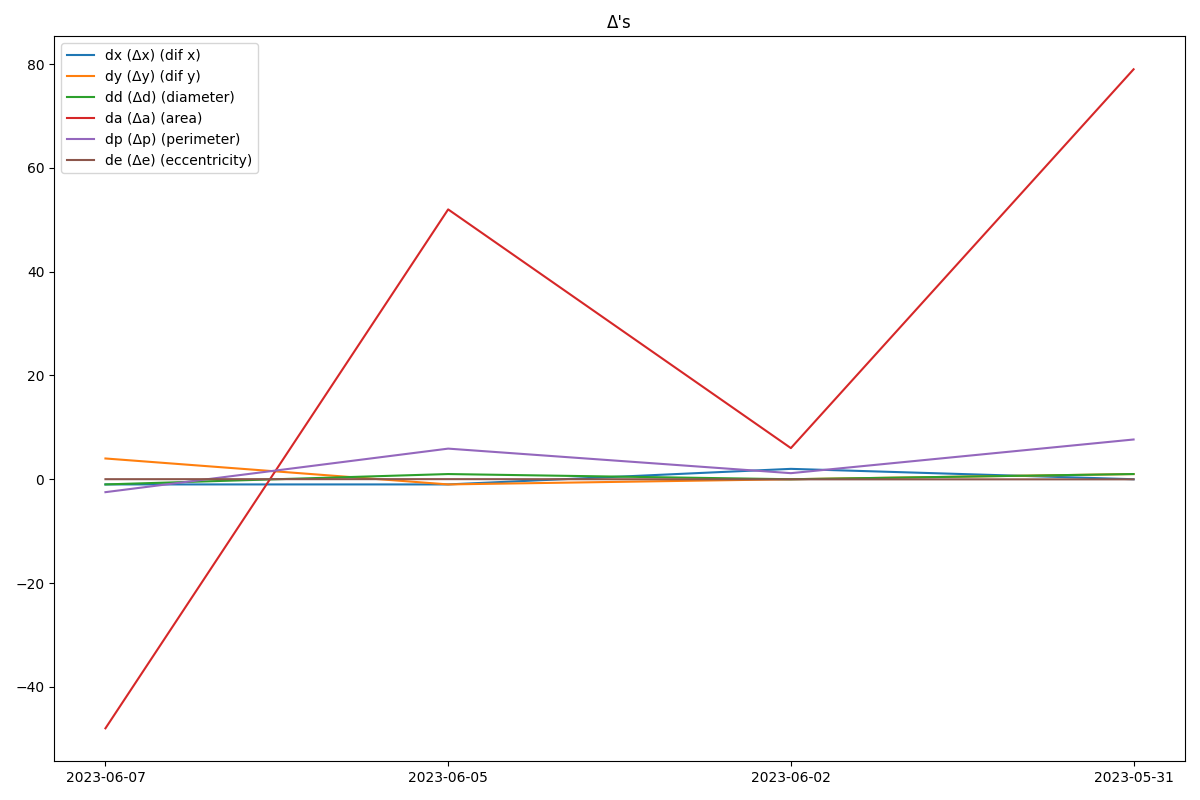 Δ's
dx (Δx) (dif x)
dy (Δy) (dif y)
dd (Δd) (diameter)
da (Δa) (area)
dp (Δp) (perimeter)
de (Δe) (eccentricity)
80
60
40
20
0
−20
−40
2023-06-07 2023-06-05 2023-06-02 2023-05-31